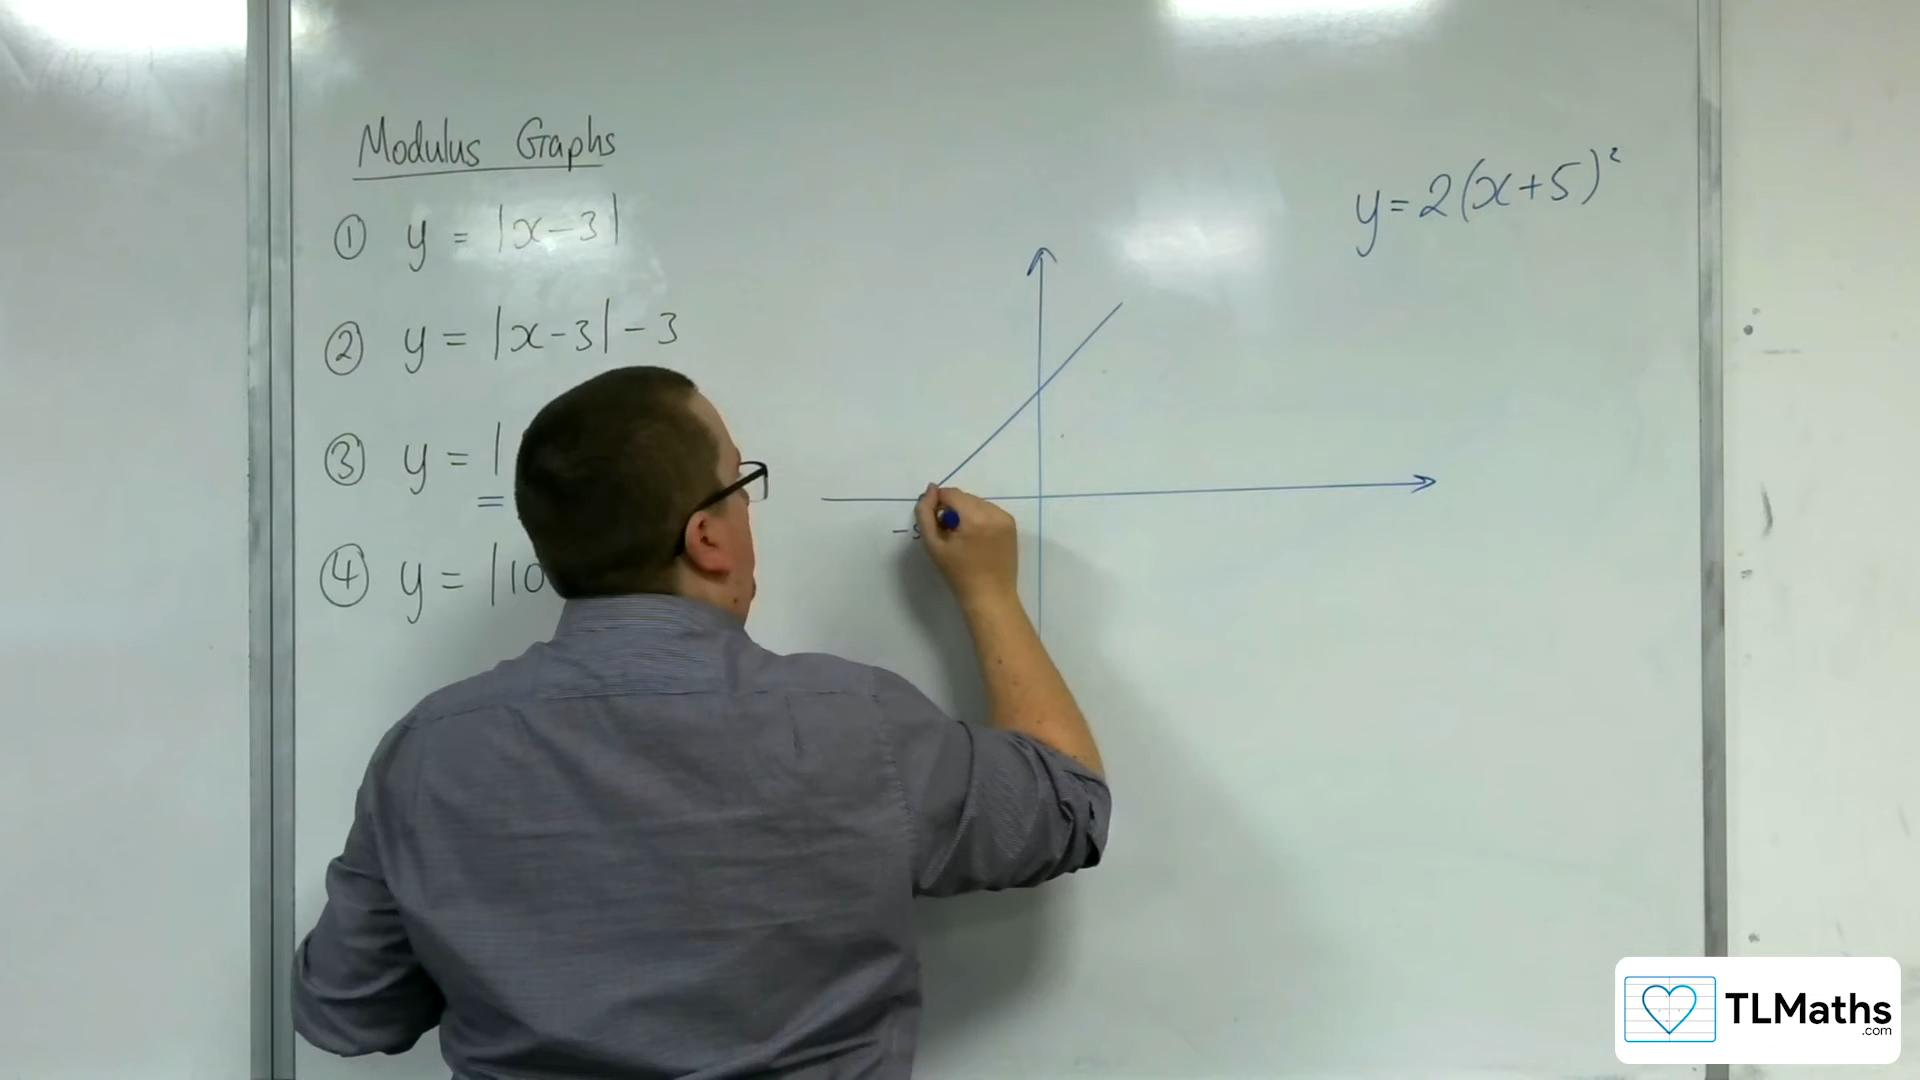 Modulus Graphs
① y = |x-3|
② y = |x-3| - 3
③ y = |
④ y = |10
y = 2(x+5)²
TLMaths
.com